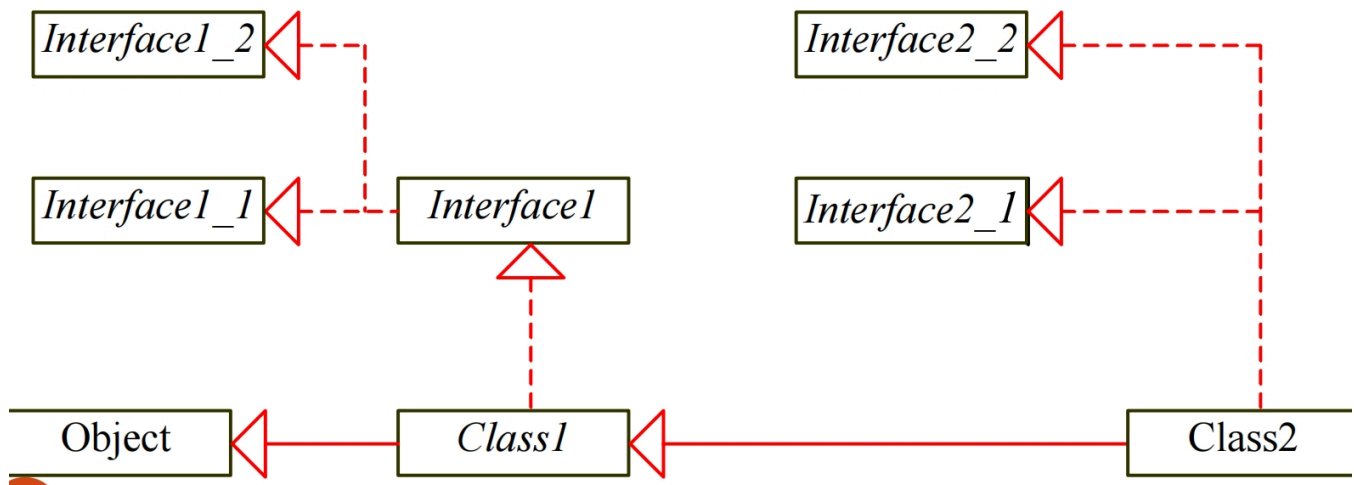 Interface1_2
Interface2_2
Interface1_1
Interface1
Interface2_1
Object
Class1
Class2